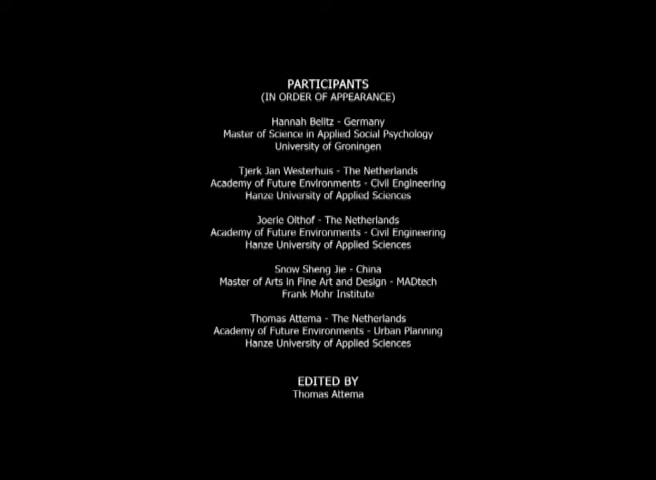 PARTICIPANTS
(IN ORDER OF APPEARANCE)
Hannah Belitz - Germany
Master of Science in Applied Social Psychology
University of Groningen
Tjerk Jan Westerhuis - The Netherlands
Academy of Future Environments - Civil Engineering
Hanze University of Applied Sciences
Joerie Olthof - The Netherlands
Academy of Future Environments - Civil Engineering
Hanze University of Applied Sciences
Snow Sheng Jie - China
Master of Arts in Fine Art and Design - MADtech
Frank Mohr Institute
Thomas Attema - The Netherlands
Academy of Future Environments - Urban Planning
Hanze University of Applied Sciences
EDITED BY
Thomas Attema